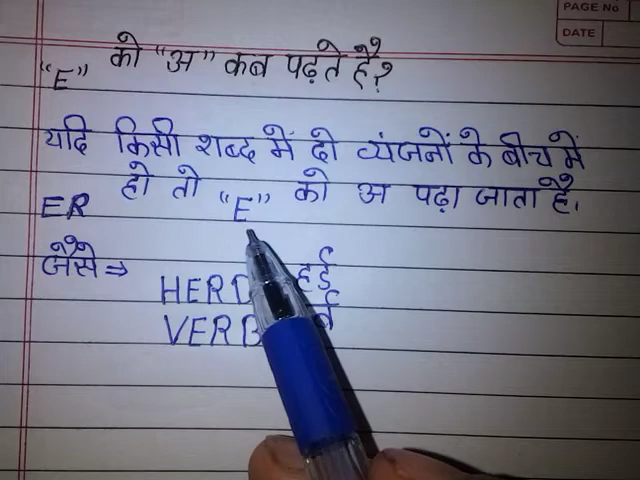 PAGE No
DATE
"E" को "अ" कब पढ़ते है?
यदि किसी शब्द में दो व्यंजनों के बीच में
ER हो तो "E" को अ पढ़ा जाता है.
जैसे ⇒
HERD हर्ड
VERB